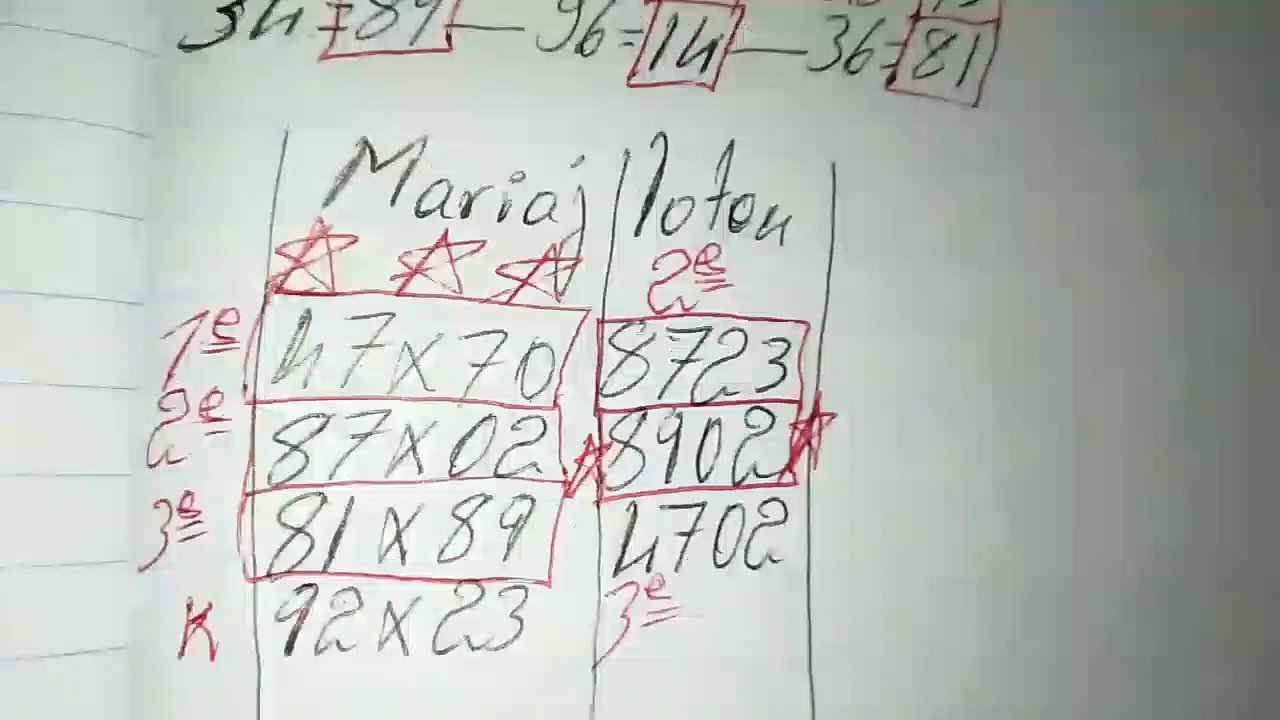 34=89 — 96=14 — 36=81
Mariaj loten
2e
1e 47x70 8723
2e 87x02 8902
3e 81x89 4702
K 92x23 3e